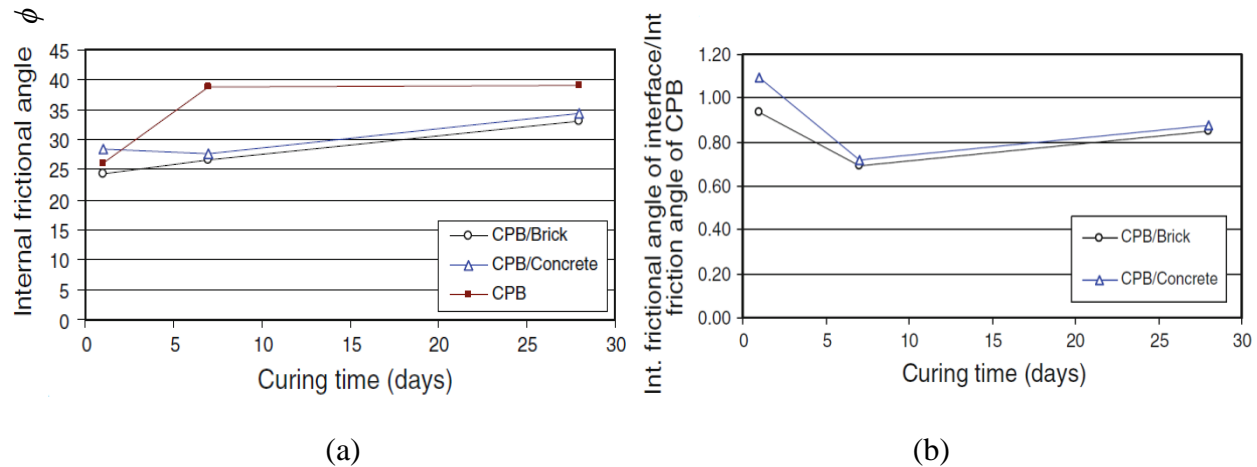 Internal frictional angle ϕ
45
40
35
30
25
20
15
10
5
0
CPB/Brick
CPB/Concrete
CPB
0 5 10 15 20 25 30
Curing time (days)
(a)
Int. frictional angle of interface/Int
friction angle of CPB
1.20
1.00
0.80
0.60
0.40
0.20
0.00
CPB/Brick
CPB/Concrete
0 5 10 15 20 25 30
Curing time (days)
(b)